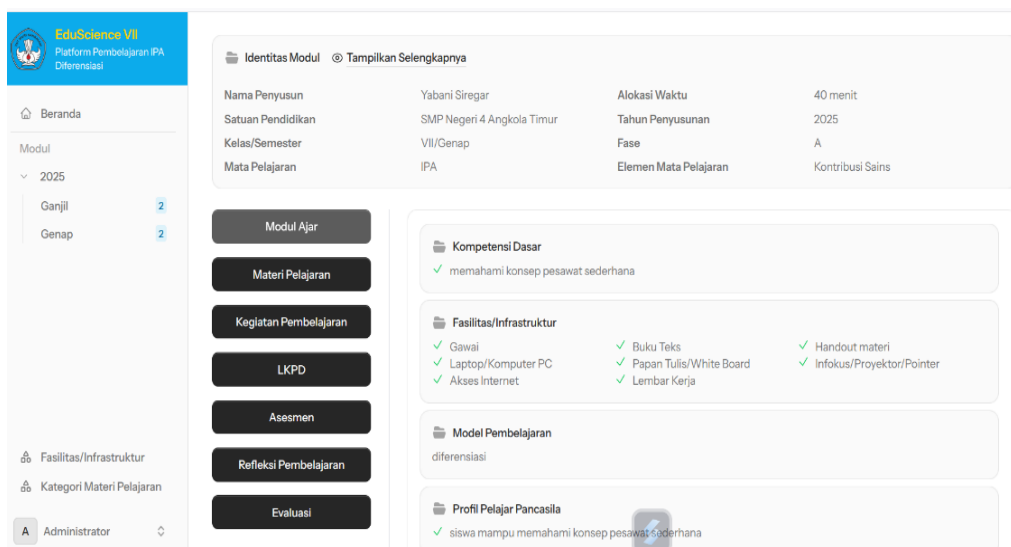 EduScience VII
Platform Pembelajaran IPA
Diferensiasi
Beranda
Modul
2025
Ganjil 2
Genap 2
Fasilitas/Infrastruktur
Kategori Materi Pelajaran
A Administrator
Identitas Modul Tampilkan Selengkapnya
Nama Penyusun Yabani Siregar Alokasi Waktu 40 menit
Satuan Pendidikan SMP Negeri 4 Angkola Timur Tahun Penyusunan 2025
Kelas/Semester VII/Genap Fase A
Mata Pelajaran IPA Elemen Mata Pelajaran Kontribusi Sains
Modul Ajar
Materi Pelajaran
Kegiatan Pembelajaran
LKPD
Asesmen
Refleksi Pembelajaran
Evaluasi
Kompetensi Dasar
memahami konsep pesawat sederhana
Fasilitas/Infrastruktur
Gawai Buku Teks Handout materi
Laptop/Komputer PC Papan Tulis/White Board Infokus/Proyektor/Pointer
Akses Internet Lembar Kerja
Model Pembelajaran
diferensiasi
Profil Pelajar Pancasila
siswa mampu memahami konsep pesawat sederhana